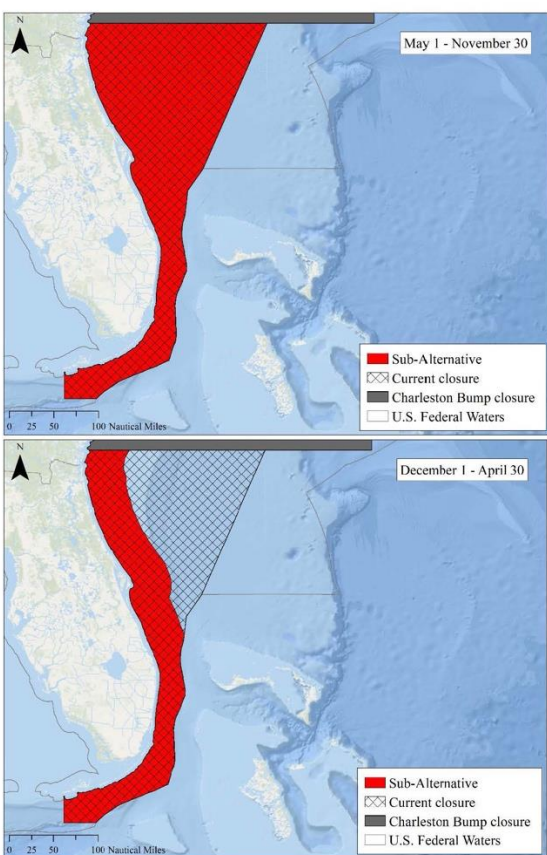 N
May 1 - November 30
Sub-Alternative
Current closure
Charleston Bump closure
U.S. Federal Waters
0 25 50 100 Nautical Miles
N
December 1 - April 30
Sub-Alternative
Current closure
Charleston Bump closure
U.S. Federal Waters
0 25 50 100 Nautical Miles